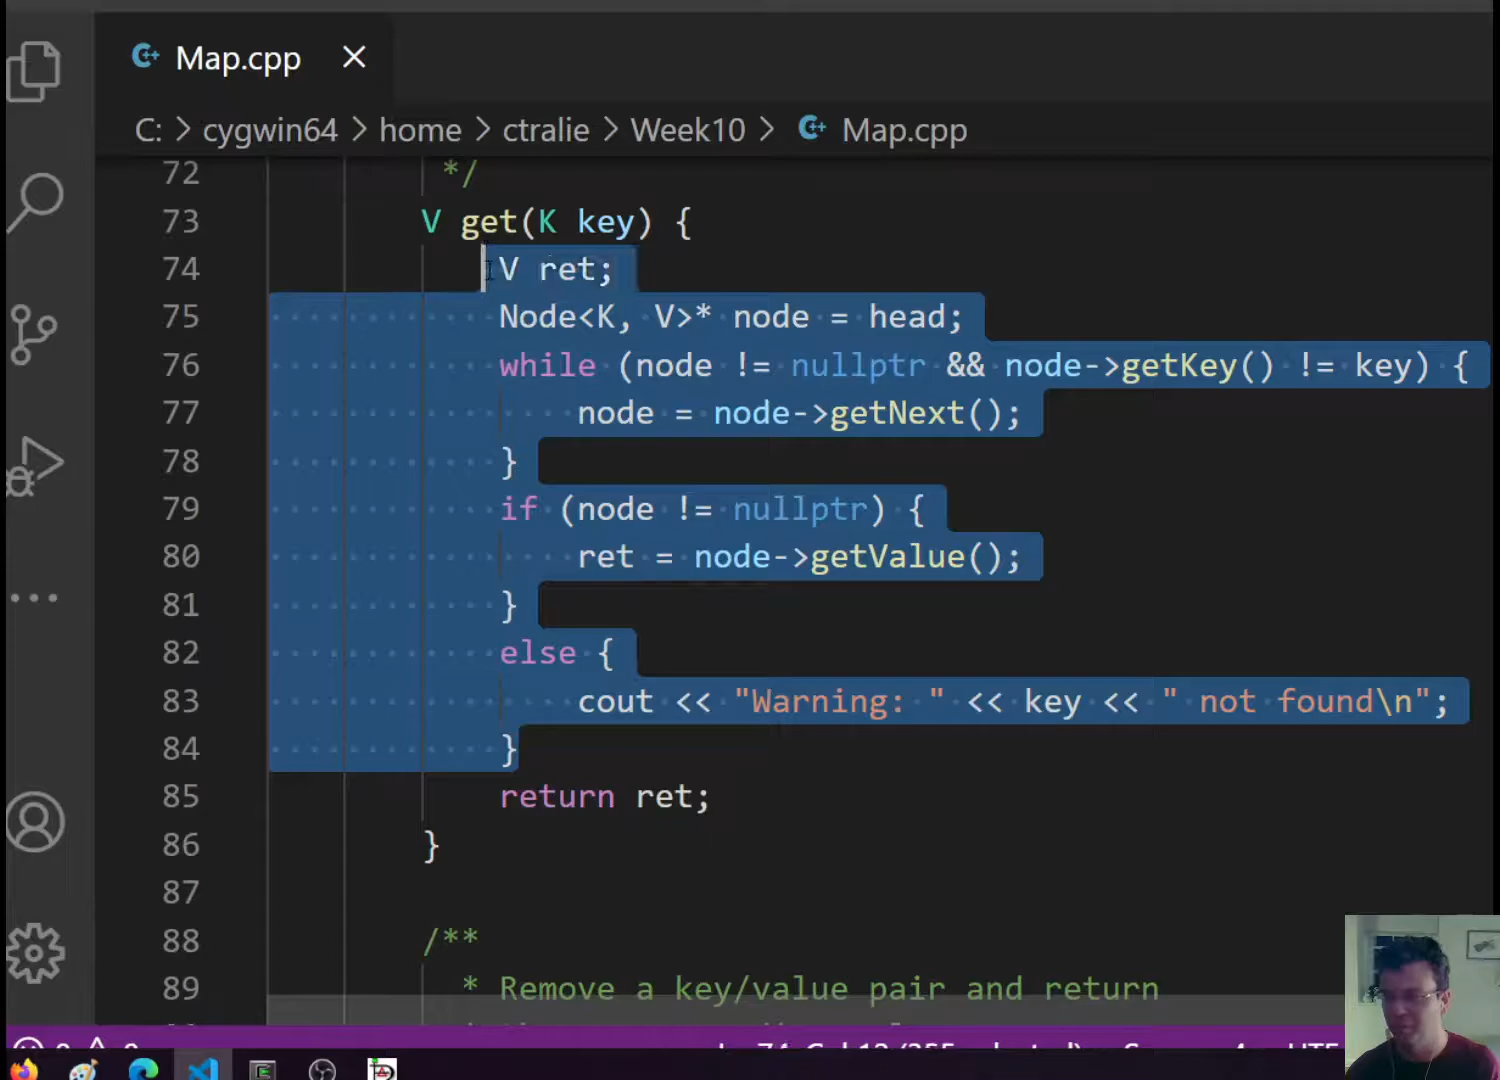 Map.cpp
C: > cygwin64 > home > ctralie > Week10 > Map.cpp
72 */
73 V get(K key) {
74 V ret;
75 Node<K, V>* node = head;
76 while (node != nullptr && node->getKey() != key) {
77 node = node->getNext();
78 }
79 if (node != nullptr) {
80 ret = node->getValue();
81 }
82 else {
83 cout << "Warning: " << key << " not found\n";
84 }
85 return ret;
86 }
87
88 /**
89 * Remove a key/value pair and return